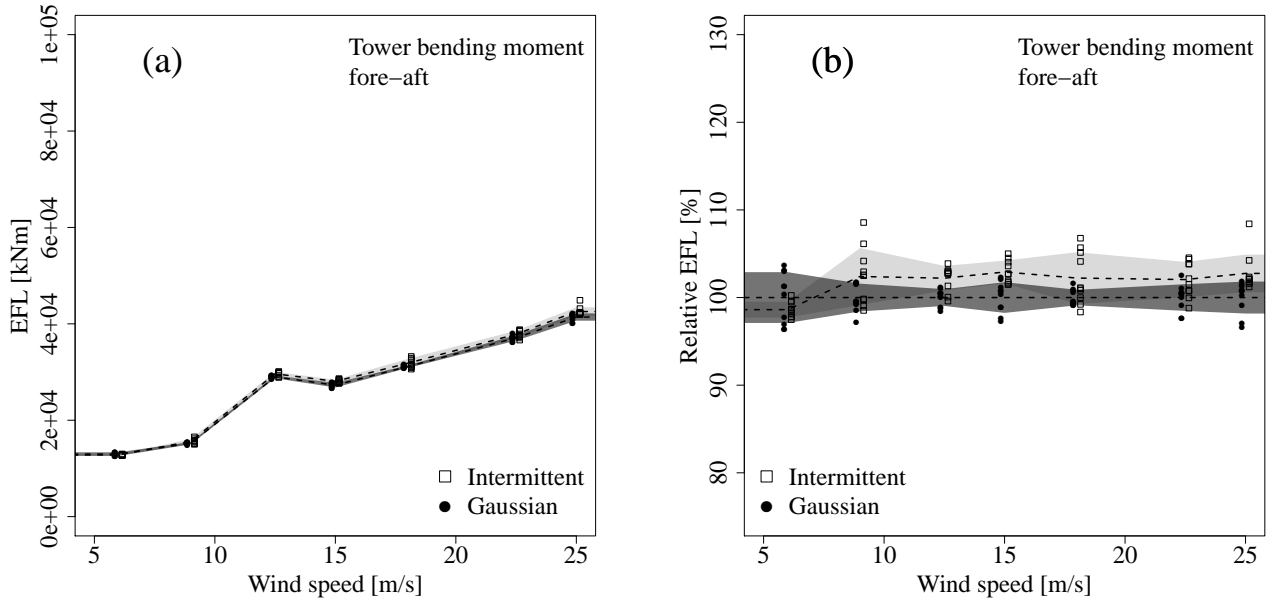 (a)
Tower bending moment
fore−aft
EFL [kNm]
1e+05
8e+04
6e+04
4e+04
2e+04
0e+00
Intermittent
Gaussian
5 10 15 20 25
Wind speed [m/s]
(b)
Tower bending moment
fore−aft
Relative EFL [%]
130
120
110
100
90
80
Intermittent
Gaussian
5 10 15 20 25
Wind speed [m/s]